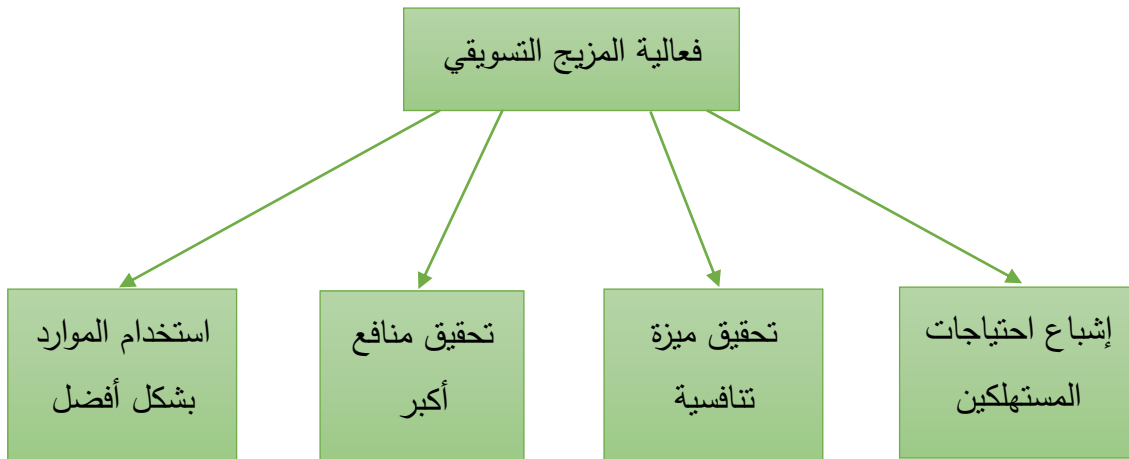 فعالية المزيج التسويقي
إشباع احتياجات
المستهلكين
تحقيق ميزة
تنافسية
تحقيق منافع
أكبر
استخدام الموارد
بشكل أفضل